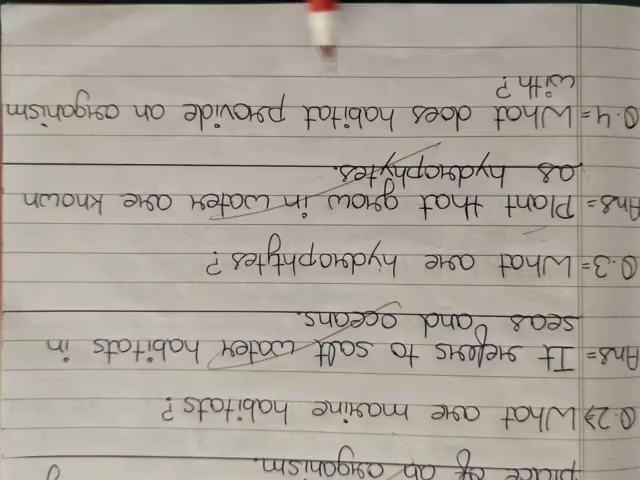 place of an organism.
Q.2) What are marine habitats?
Ans= It refers to salt water habitats in
seas and oceans.
Q.3= What are hydrophytes?
Ans= Plant that grow in water are known
as hydrophytes.
Q.4= What does habitat provide an organism
with?